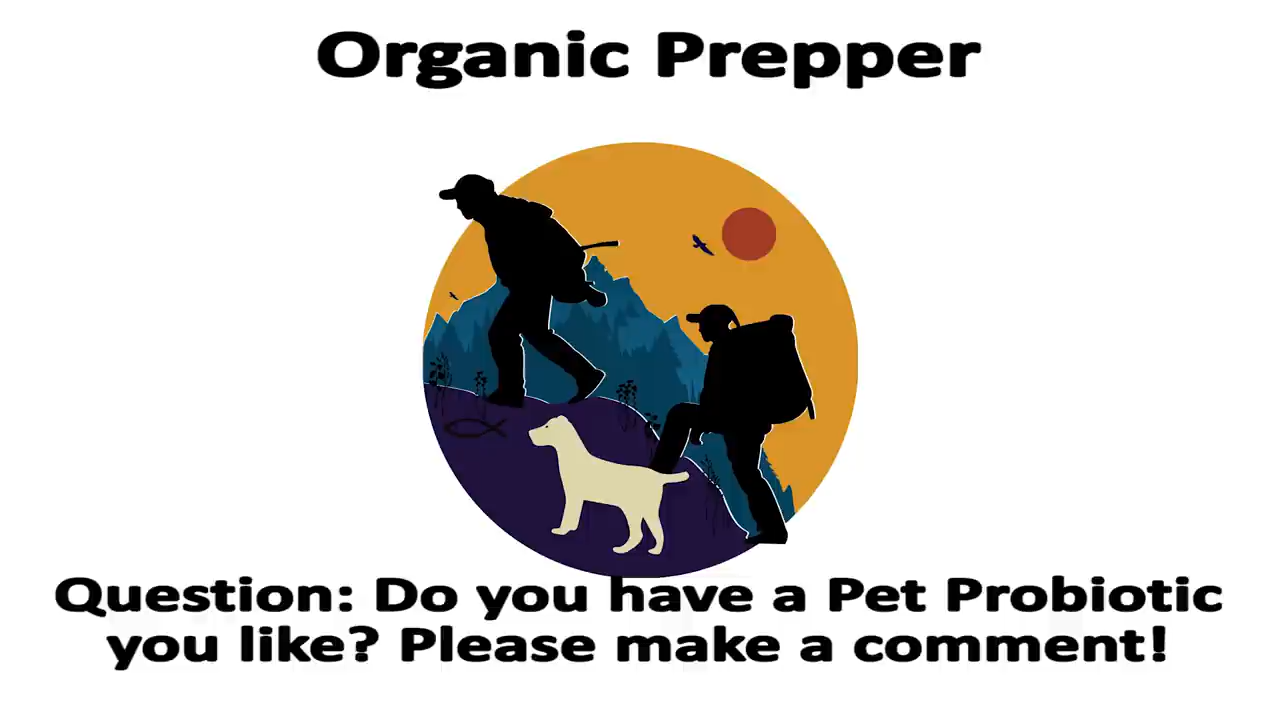 Organic Prepper
Question: Do you have a Pet Probiotic
you like? Please make a comment!